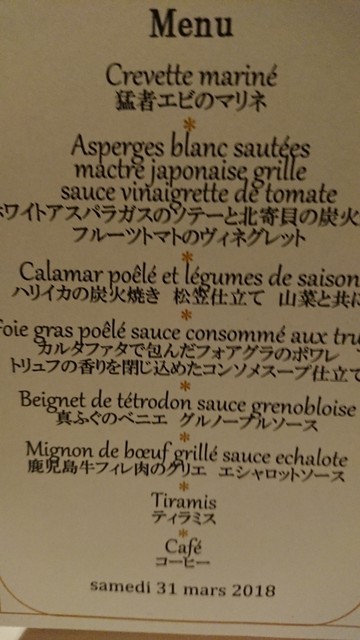 Menu
Crevette mariné
猛者エビのマリネ
*
Asperges blanc sautées
mactre japonaise grille
sauce vinaigrette de tomate
ホワイトアスパラガスのソテーと北寄貝の炭火
フルーツトマトのヴィネグレット
*
Calamar poêlé et légumes de saison
ハリイカの炭火焼き 松笠仕立て 山菜と共に
*
foie gras poêlé sauce consommé aux tru
カルタファタで包んだフォアグラのポワレ
トリュフの香りを閉じ込めたコンソメスープ仕立て
*
Beignet de tétrodon sauce grenobloise
真ふぐのベニエ グルノーブルソース
*
Mignon de bœuf grillé sauce echalote
鹿児島牛フィレ肉のグリエ エシャロットソース
*
Tiramis
ティラミス
*
Café
コーヒー
samedi 31 mars 2018